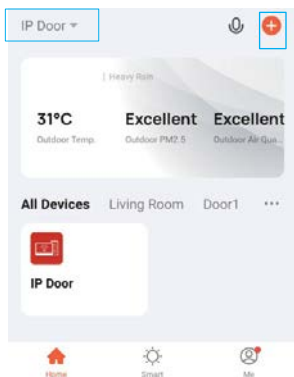 IP Door
Heavy Rain
31°C Excellent Excellent
Outdoor Temp. Outdoor PM2.5 Outdoor Air Qua...
All Devices Living Room Door1 ...
IP Door
Home Smart Me